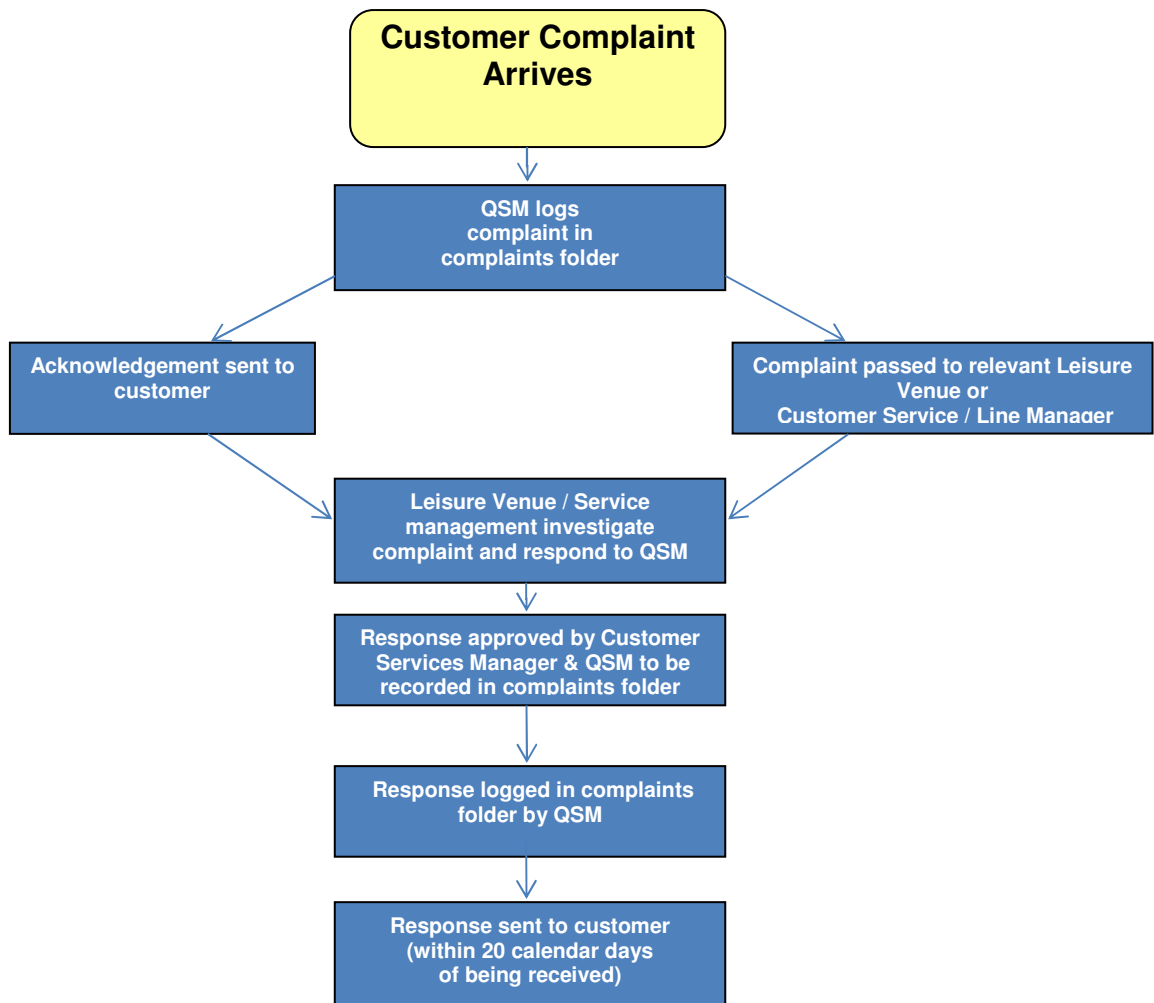 Customer Complaint
Arrives
QSM logs
complaint in
complaints folder
Acknowledgement sent to
customer
Complaint passed to relevant Leisure
Venue or
Customer Service / Line Manager
Leisure Venue / Service
management investigate
complaint and respond to QSM
Response approved by Customer
Services Manager & QSM to be
recorded in complaints folder
Response logged in complaints
folder by QSM
Response sent to customer
(within 20 calendar days
of being received)